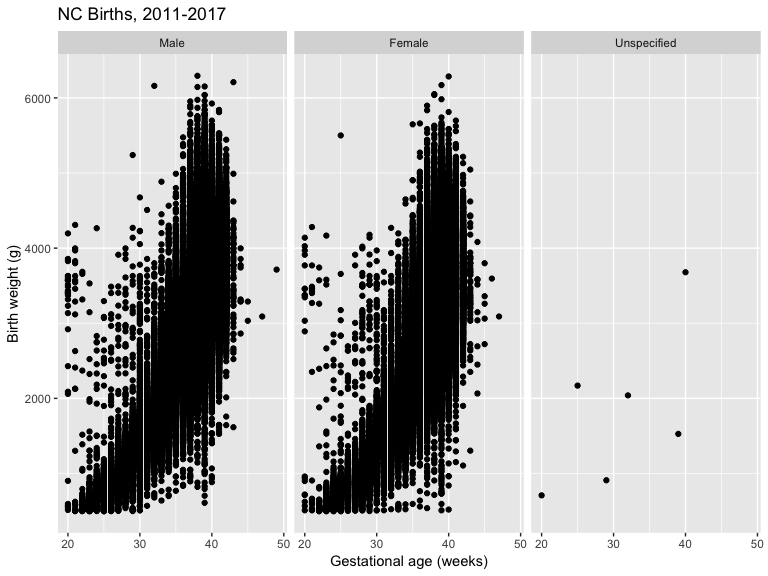 NC Births, 2011-2017
Male Female Unspecified
6000
4000
2000
Birth weight (g)
20 30 40 50 20 30 40 50 20 30 40 50
Gestational age (weeks)